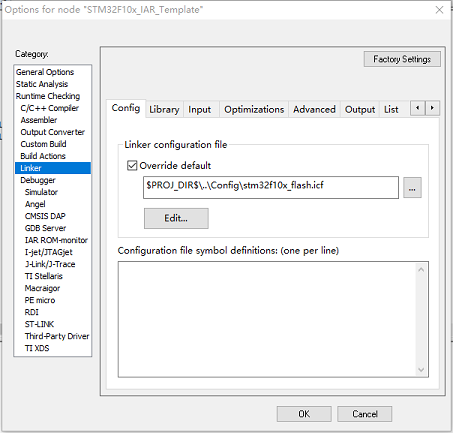 Options for node "STM32F10x_IAR_Template"
Category:
General Options
Static Analysis
Runtime Checking
C/C++ Compiler
Assembler
Output Converter
Custom Build
Build Actions
Linker
Debugger
Simulator
Angel
CMSIS DAP
GDB Server
IAR ROM-monitor
I-jet/JTAGjet
J-Link/J-Trace
TI Stellaris
Macraigor
PE micro
RDI
ST-LINK
Third-Party Driver
TI XDS
Factory Settings
Config Library Input Optimizations Advanced Output List
Linker configuration file
Override default
$PROJ_DIR$\..\Config\stm32f10x_flash.icf
...
Edit...
Configuration file symbol definitions: (one per line)
OK Cancel